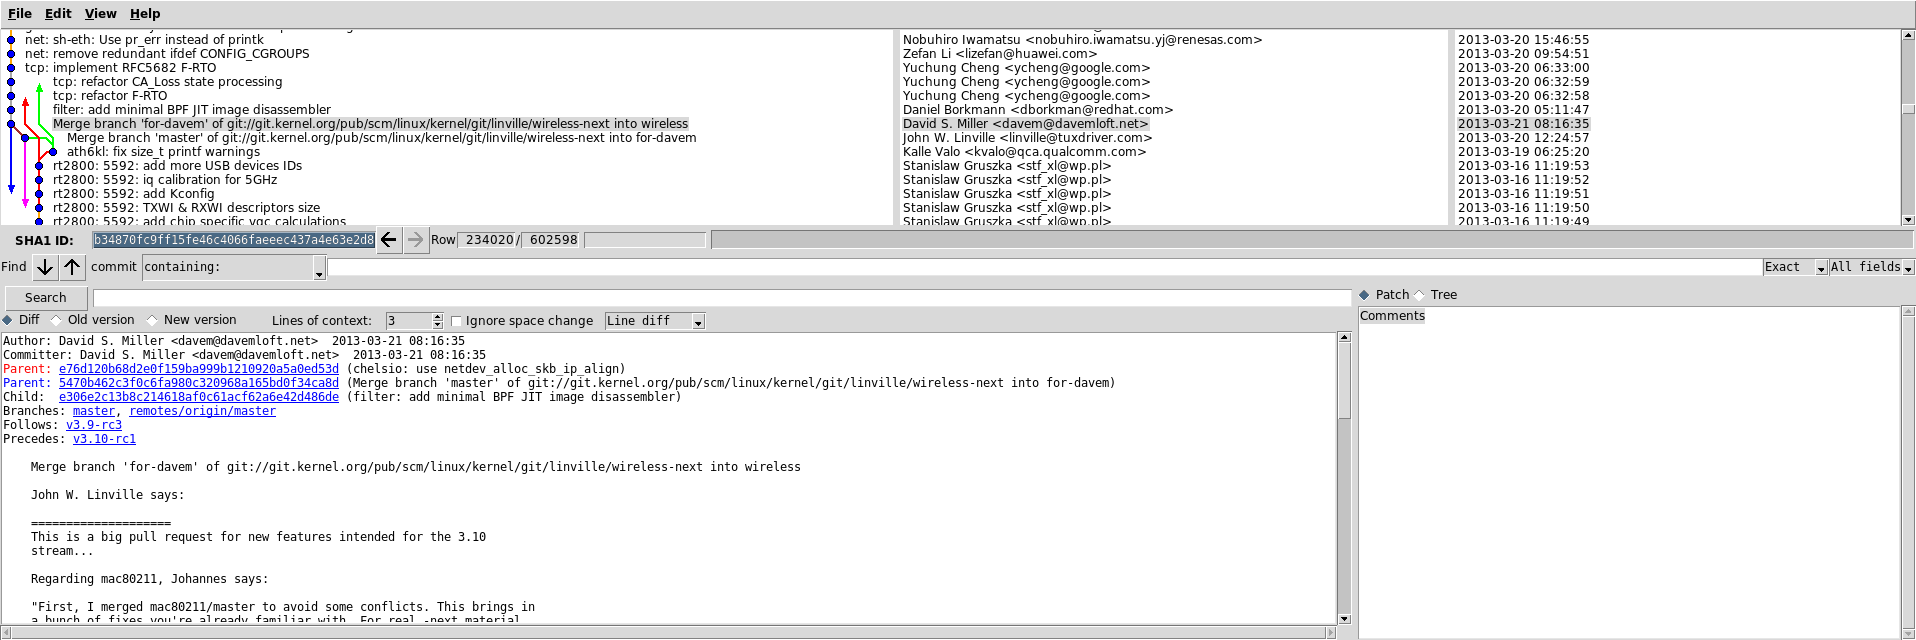 File Edit View Help
net: sh-eth: Use pr_err instead of printk Nobuhiro Iwamatsu <nobuhiro.iwamatsu.yj@renesas.com> 2013-03-20 15:46:55
net: remove redundant ifdef CONFIG_CGROUPS Zefan Li <lizefan@huawei.com> 2013-03-20 09:54:51
tcp: implement RFC5682 F-RTO Yuchung Cheng <ycheng@google.com> 2013-03-20 06:33:00
tcp: refactor CA_Loss state processing Yuchung Cheng <ycheng@google.com> 2013-03-20 06:32:59
tcp: refactor F-RTO Yuchung Cheng <ycheng@google.com> 2013-03-20 06:32:58
filter: add minimal BPF JIT image disassembler Daniel Borkmann <dborkman@redhat.com> 2013-03-20 05:11:47
Merge branch 'for-davem' of git://git.kernel.org/pub/scm/linux/kernel/git/linville/wireless-next into wireless David S. Miller <davem@davemloft.net> 2013-03-21 08:16:35
Merge branch 'master' of git://git.kernel.org/pub/scm/linux/kernel/git/linville/wireless-next into for-davem John W. Linville <linville@tuxdriver.com> 2013-03-20 12:24:57
ath6kl: fix size_t printf warnings Kalle Valo <kvalo@qca.qualcomm.com> 2013-03-19 06:25:20
rt2800: 5592: add more USB devices IDs Stanislaw Gruszka <stf_xl@wp.pl> 2013-03-16 11:19:53
rt2800: 5592: iq calibration for 5GHz Stanislaw Gruszka <stf_xl@wp.pl> 2013-03-16 11:19:52
rt2800: 5592: add Kconfig Stanislaw Gruszka <stf_xl@wp.pl> 2013-03-16 11:19:51
rt2800: 5592: TXWI & RXWI descriptors size Stanislaw Gruszka <stf_xl@wp.pl> 2013-03-16 11:19:50
rt2800: 5592: add chip specific vgc calculations Stanislaw Gruszka <stf_xl@wp.pl> 2013-03-16 11:19:49
SHA1 ID: b34870fc9ff15fe46c4066faeeec437a4e63e2d8 Row 234020 / 602598
Find commit containing: Exact All fields
Search Patch Tree
Diff Old version New version Lines of context: 3 Ignore space change Line diff Comments
Author: David S. Miller <davem@davemloft.net> 2013-03-21 08:16:35
Committer: David S. Miller <davem@davemloft.net> 2013-03-21 08:16:35
Parent: e76d120b68d2e0f159ba999b1210920a5a0ed53d (chelsio: use netdev_alloc_skb_ip_align)
Parent: 5470b462c3f0c6fa980c320968a165bd0f34ca8d (Merge branch 'master' of git://git.kernel.org/pub/scm/linux/kernel/git/linville/wireless-next into for-davem)
Child: e306e2c13b8c214618af0c61acf62a6e42d486de (filter: add minimal BPF JIT image disassembler)
Branches: master, remotes/origin/master
Follows: v3.9-rc3
Precedes: v3.10-rc1
Merge branch 'for-davem' of git://git.kernel.org/pub/scm/linux/kernel/git/linville/wireless-next into wireless
John W. Linville says:
====================
This is a big pull request for new features intended for the 3.10
stream...
Regarding mac80211, Johannes says:
"First, I merged mac80211/master to avoid some conflicts. This brings in
a bunch of fixes you're already familiar with. For real -next material